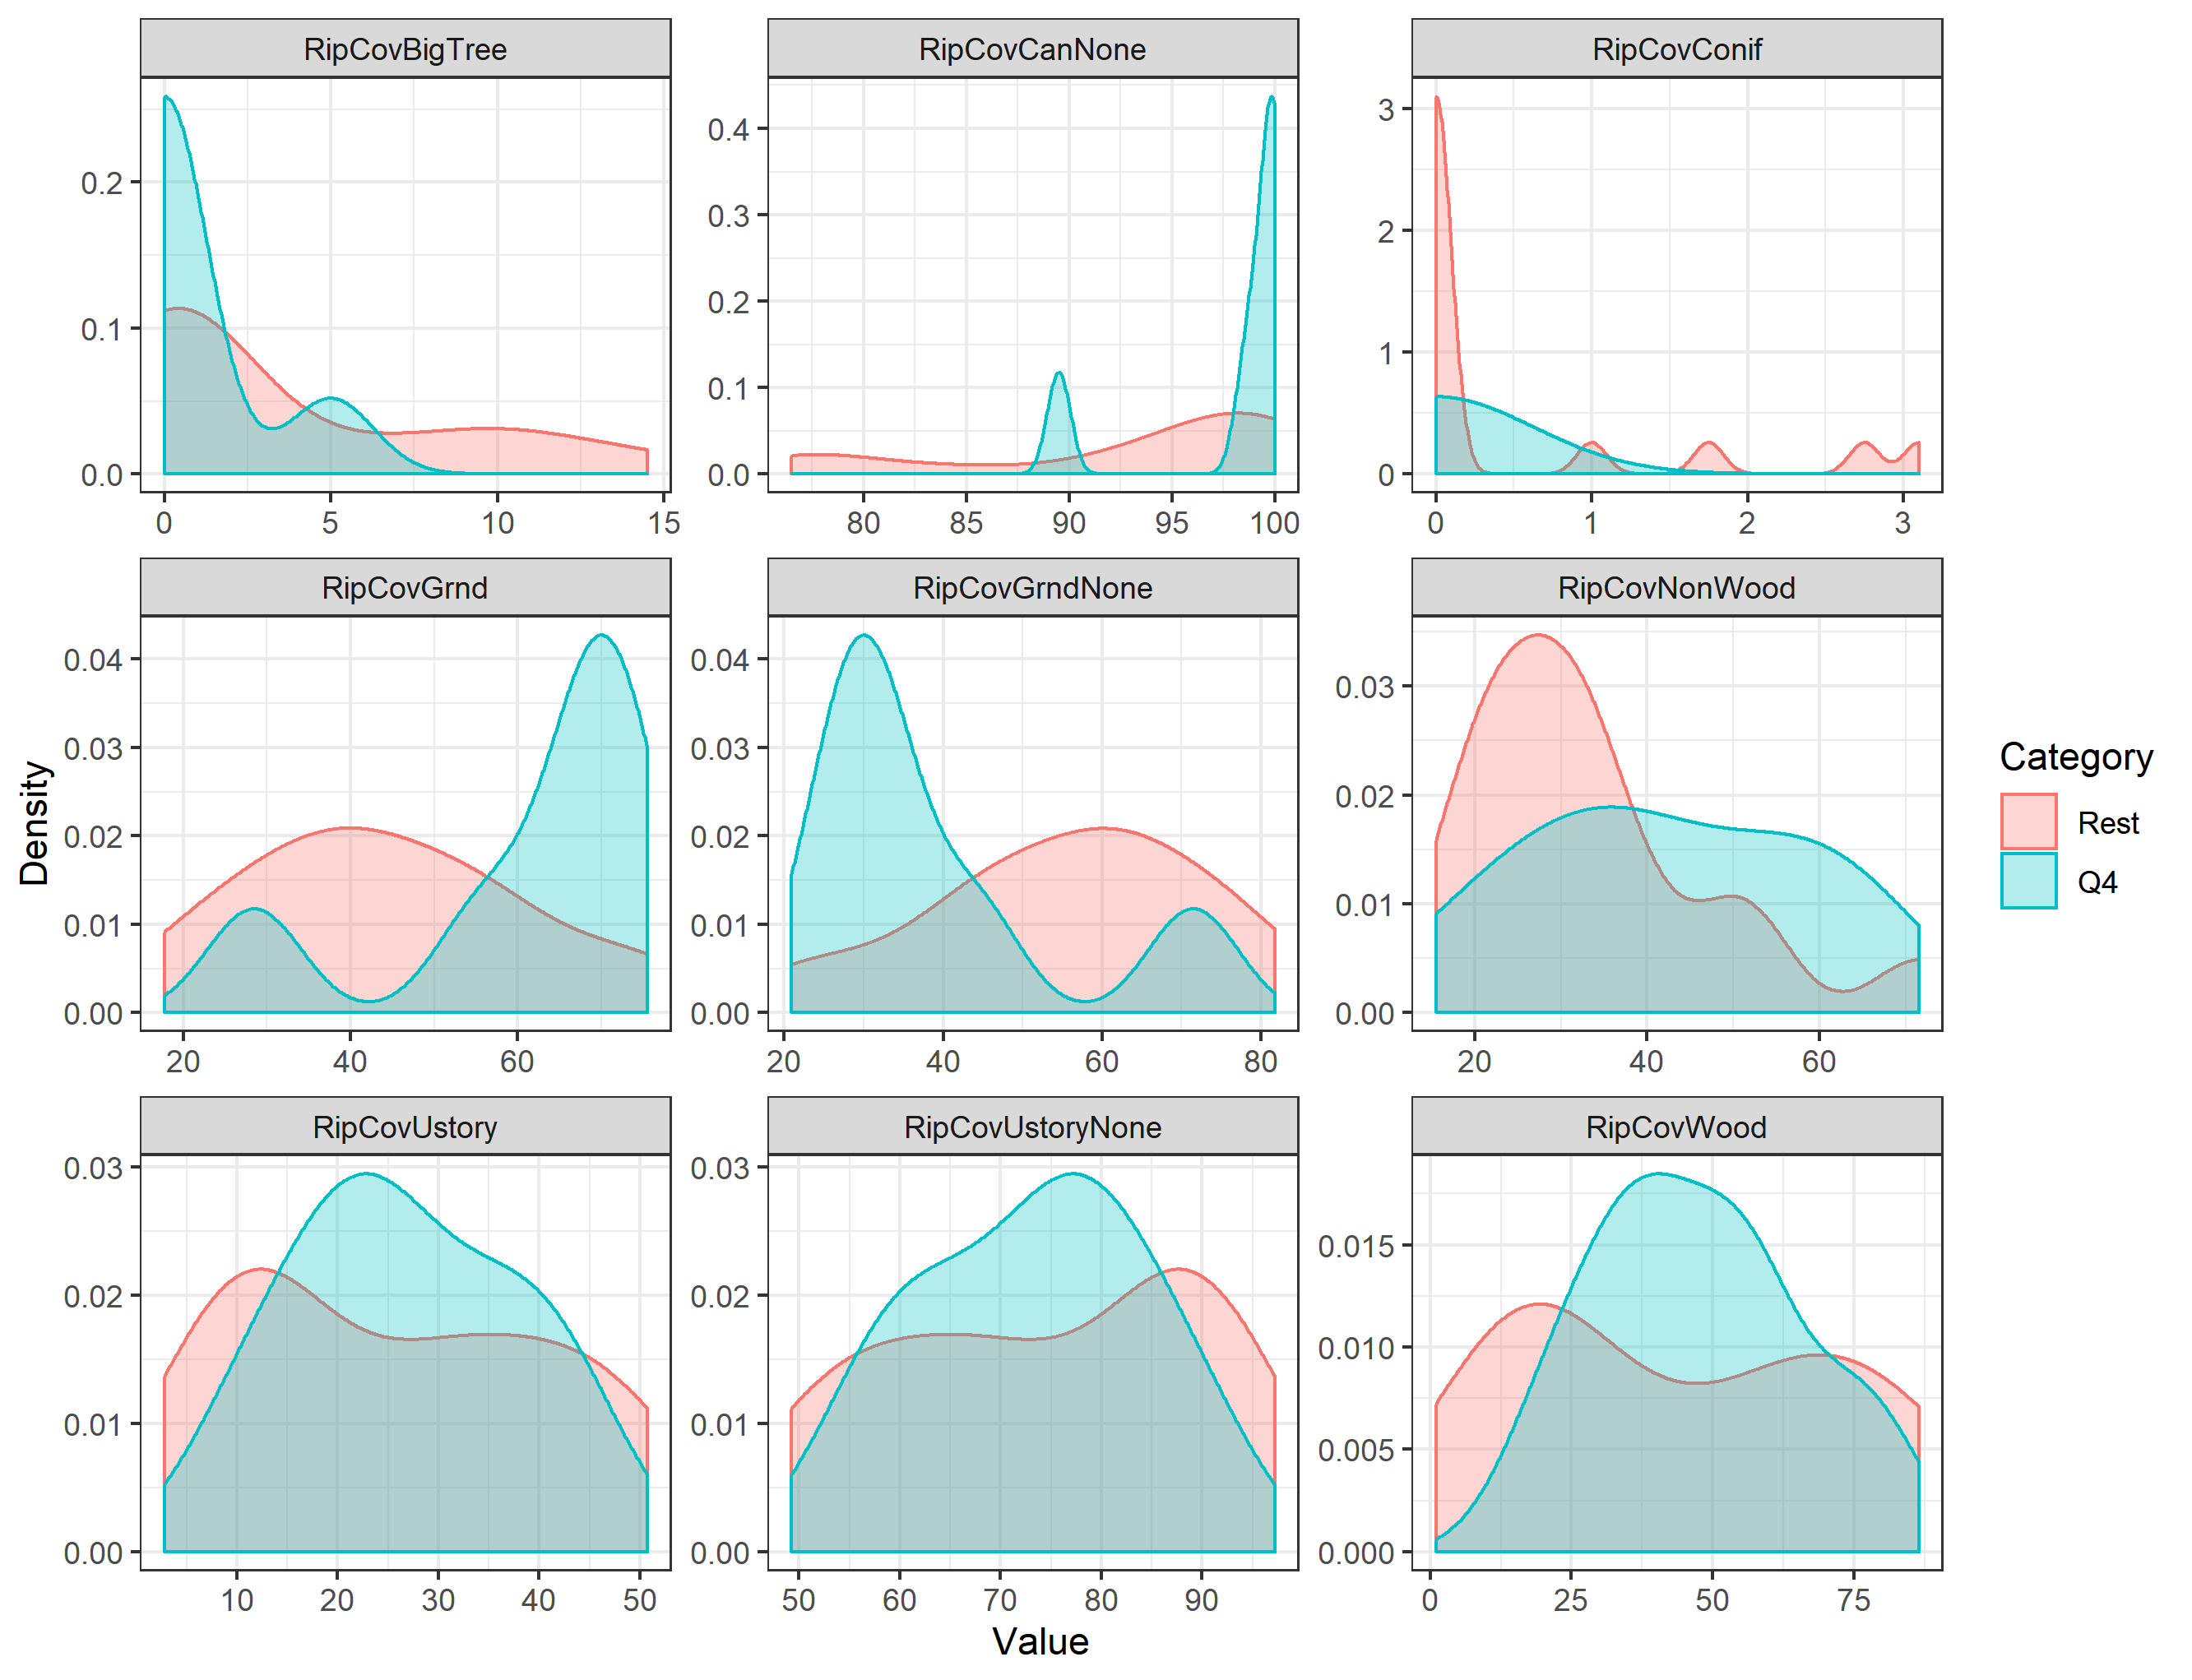 RipCovBigTree RipCovCanNone RipCovConif
0.2 0.1 0.0
0 5 10 15
0.4 0.3 0.2 0.1 0.0
80 85 90 95 100
3 2 1 0
0 1 2 3
RipCovGrnd RipCovGrndNone RipCovNonWood
0.04 0.03 0.02 0.01 0.00
20 40 60
0.04 0.03 0.02 0.01 0.00
20 40 60 80
0.03 0.02 0.01 0.00
20 40 60
RipCovUstory RipCovUstoryNone RipCovWood
0.03 0.02 0.01 0.00
10 20 30 40 50
0.03 0.02 0.01 0.00
50 60 70 80 90
0.015 0.010 0.005 0.000
0 25 50 75
Density
Value
Category
Rest
Q4